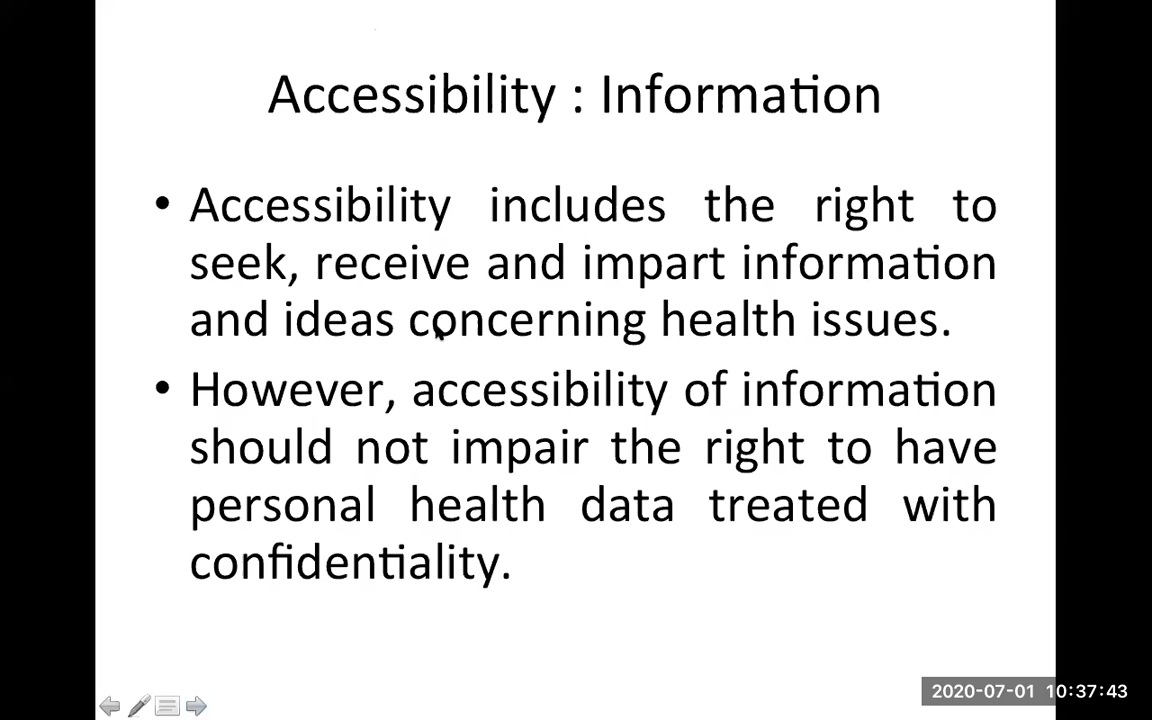 Accessibility : Information
• Accessibility includes the right to
seek, receive and impart information
and ideas concerning health issues.
• However, accessibility of information
should not impair the right to have
personal health data treated with
confidentiality.
2020-07-01 10:37:43